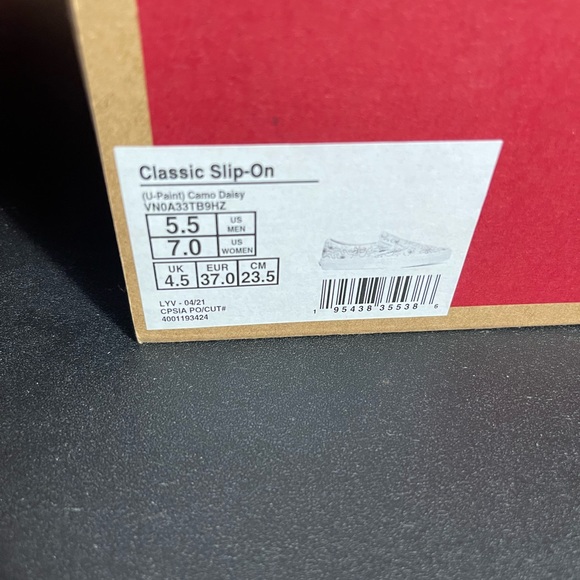 Classic Slip-On
(U-Paint) Camo Daisy
VN0A33TB9HZ
5.5 US MEN
7.0 US WOMEN
UK 4.5 EUR 37.0 CM 23.5
LYV - 04/21
CPSIA PO/CUT#
4001193424
1 95438 35538 6